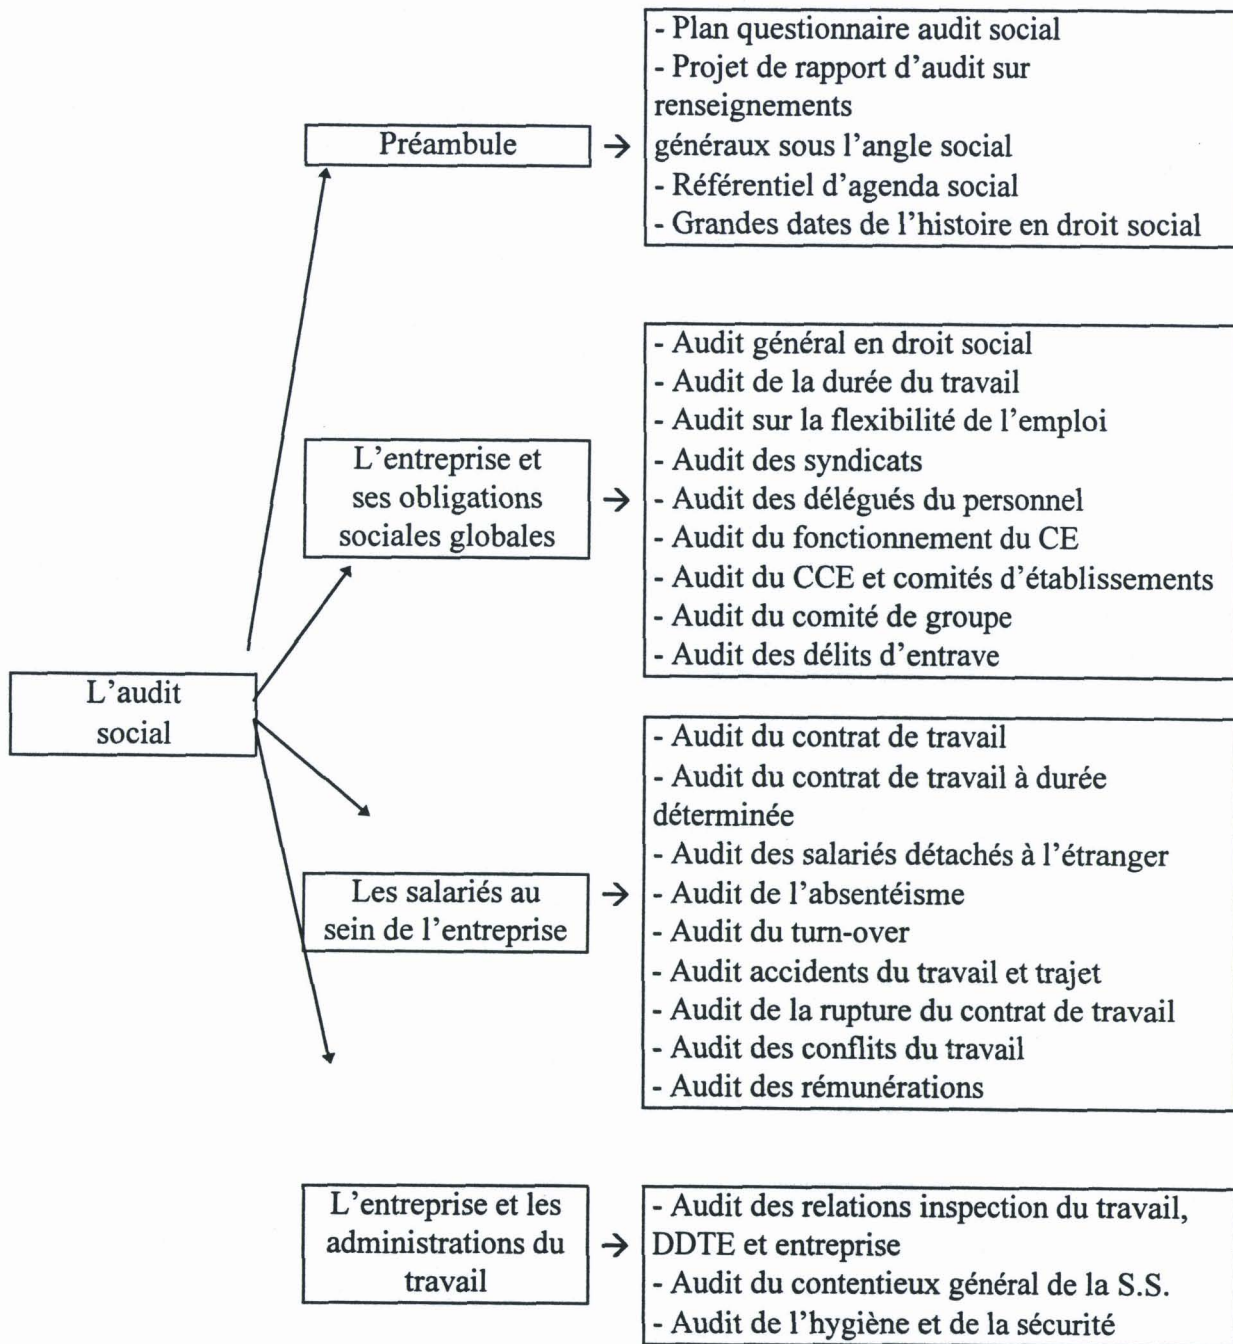 L’audit
social
Préambule
→
- Plan questionnaire audit social
- Projet de rapport d’audit sur
renseignements
généraux sous l’angle social
- Référentiel d’agenda social
- Grandes dates de l’histoire en droit social
L’entreprise et
ses obligations
sociales globales
→
- Audit général en droit social
- Audit de la durée du travail
- Audit sur la flexibilité de l’emploi
- Audit des syndicats
- Audit des délégués du personnel
- Audit du fonctionnement du CE
- Audit du CCE et comités d’établissements
- Audit du comité de groupe
- Audit des délits d’entrave
Les salariés au
sein de l’entreprise
→
- Audit du contrat de travail
- Audit du contrat de travail à durée
déterminée
- Audit des salariés détachés à l’étranger
- Audit de l’absentéisme
- Audit du turn-over
- Audit accidents du travail et trajet
- Audit de la rupture du contrat de travail
- Audit des conflits du travail
- Audit des rémunérations
L’entreprise et les
administrations du
travail
→
- Audit des relations inspection du travail,
DDTE et entreprise
- Audit du contentieux général de la S.S.
- Audit de l’hygiène et de la sécurité